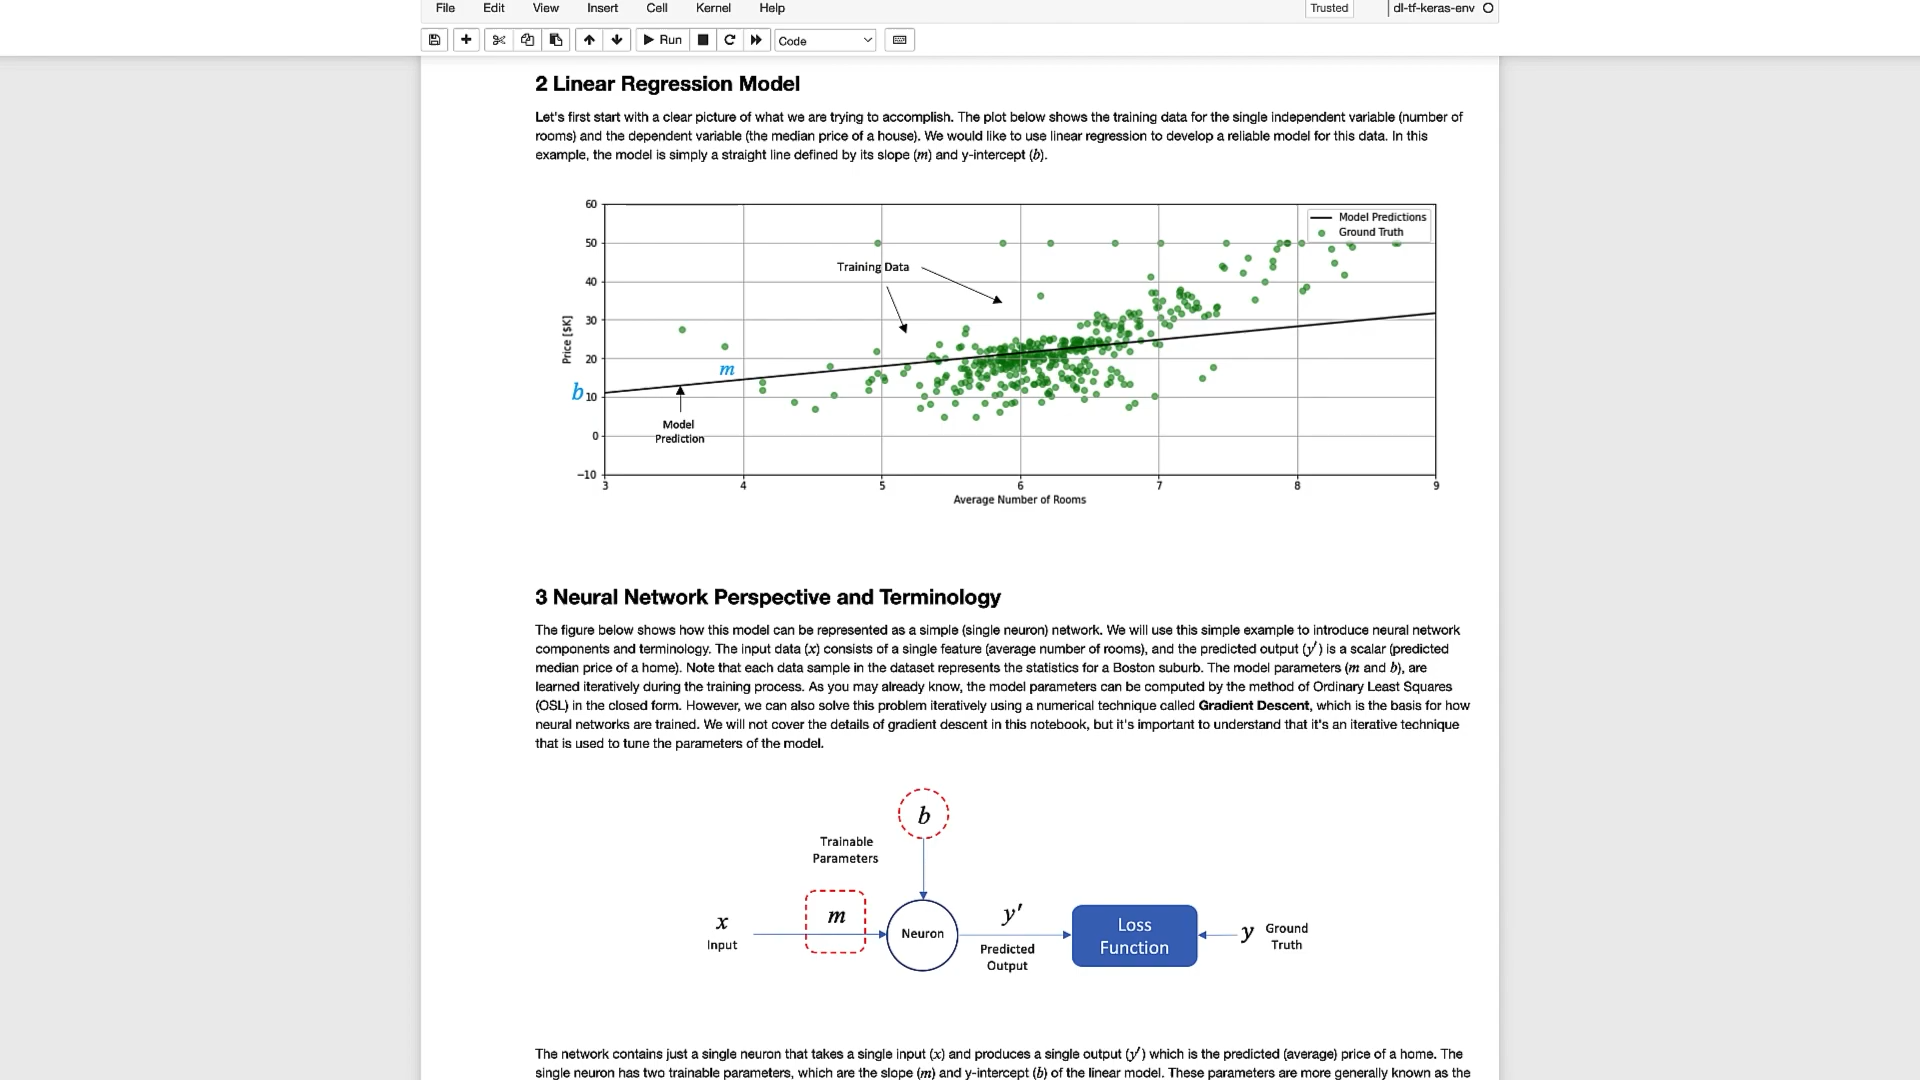 File Edit View Insert Cell Kernel Help Trusted dl-tf-keras-env
Run Code
2 Linear Regression Model
Let's first start with a clear picture of what we are trying to accomplish. The plot below shows the training data for the single independent variable (number of
rooms) and the dependent variable (the median price of a house). We would like to use linear regression to develop a reliable model for this data. In this
example, the model is simply a straight line defined by its slope (m) and y-intercept (b).
60
50
40
30
20
10
0
−10
Price [$K]
Model Predictions
Ground Truth
Training Data
m
b
Model
Prediction
3 4 5 6 7 8 9
Average Number of Rooms
3 Neural Network Perspective and Terminology
The figure below shows how this model can be represented as a simple (single neuron) network. We will use this simple example to introduce neural network
components and terminology. The input data (x) consists of a single feature (average number of rooms), and the predicted output (y′) is a scalar (predicted
median price of a home). Note that each data sample in the dataset represents the statistics for a Boston suburb. The model parameters (m and b), are
learned iteratively during the training process. As you may already know, the model parameters can be computed by the method of Ordinary Least Squares
(OSL) in the closed form. However, we can also solve this problem iteratively using a numerical technique called Gradient Descent, which is the basis for how
neural networks are trained. We will not cover the details of gradient descent in this notebook, but it's important to understand that it's an iterative technique
that is used to tune the parameters of the model.
b
Trainable
Parameters
x
Input
m
Neuron
y′
Predicted
Output
Loss
Function
y
Ground
Truth
The network contains just a single neuron that takes a single input (x) and produces a single output (y′) which is the predicted (average) price of a home. The
single neuron has two trainable parameters, which are the slope (m) and y-intercept (b) of the linear model. These parameters are more generally known as the